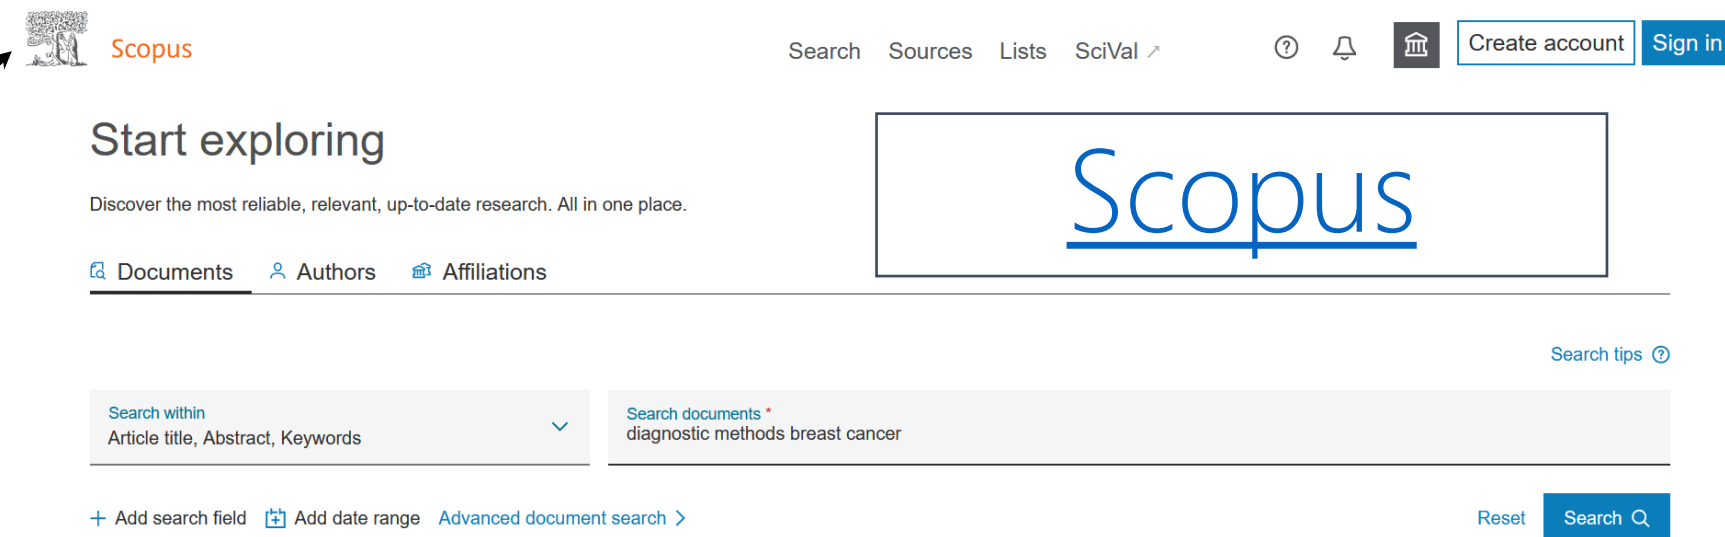 Scopus
Search Sources Lists SciVal
Create account
Sign in
Start exploring
Scopus
Discover the most reliable, relevant, up-to-date research. All in one place.
Documents Authors Affiliations
Search tips
Search within
Article title, Abstract, Keywords
Search documents *
diagnostic methods breast cancer
Add search field Add date range Advanced document search
Reset Search